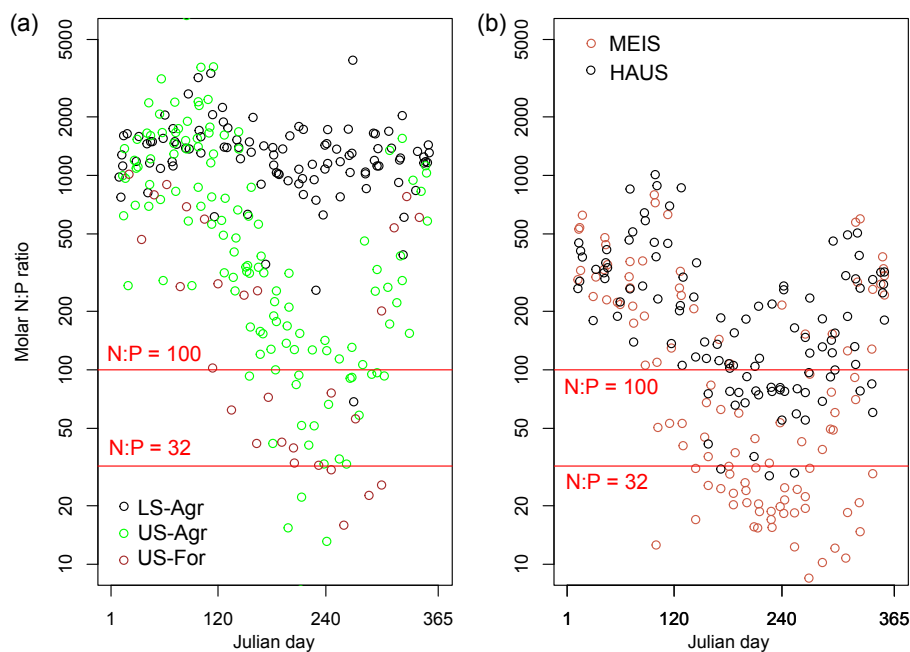 (a)
Molar N:P ratio
5000
2000
1000
500
200
100
50
20
10
N:P = 100
N:P = 32
LS-Agr
US-Agr
US-For
1 120 240 365
Julian day
(b)
MEIS
HAUS
5000
2000
1000
500
200
100
50
20
10
N:P = 100
N:P = 32
1 120 240 365
Julian day